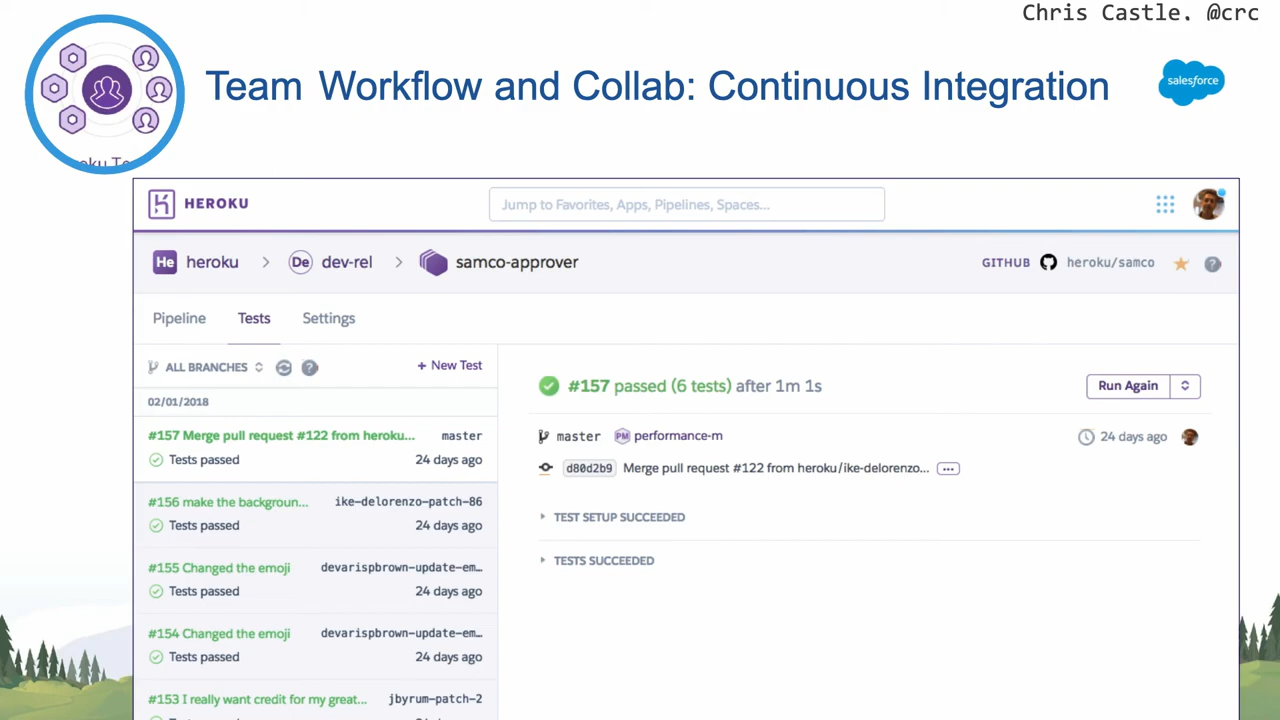 Chris Castle. @crc
Team Workflow and Collab: Continuous Integration
salesforce
HEROKU
Jump to Favorites, Apps, Pipelines, Spaces...
He heroku > De dev-rel > samco-approver
GITHUB heroku/samco
Pipeline Tests Settings
ALL BRANCHES
+ New Test
02/01/2018
#157 Merge pull request #122 from heroku... master
Tests passed 24 days ago
#156 make the backgroun... ike-delorenzo-patch-86
Tests passed 24 days ago
#155 Changed the emoji devarispbrown-update-em…
Tests passed 24 days ago
#154 Changed the emoji devarispbrown-update-em…
Tests passed 24 days ago
#153 I really want credit for my great... jbyrum-patch-2
#157 passed (6 tests) after 1m 1s
Run Again
master PM performance-m
24 days ago
d80d2b9 Merge pull request #122 from heroku/ike-delorenzo... 
TEST SETUP SUCCEEDED
TESTS SUCCEEDED